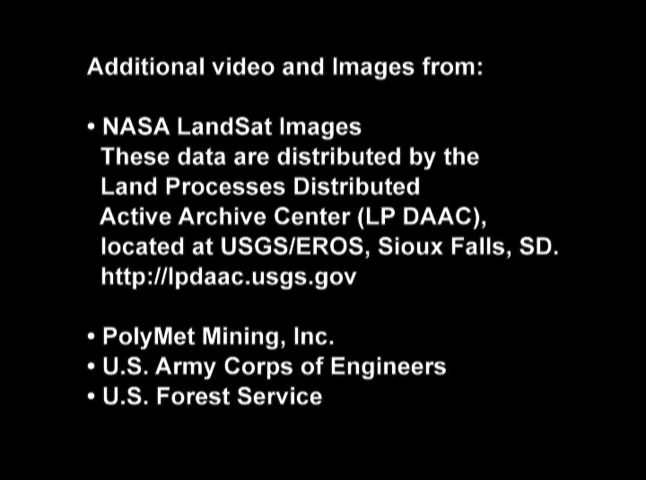 Additional video and Images from:
• NASA LandSat Images
These data are distributed by the
Land Processes Distributed
Active Archive Center (LP DAAC),
located at USGS/EROS, Sioux Falls, SD.
http://lpdaac.usgs.gov
• PolyMet Mining, Inc.
• U.S. Army Corps of Engineers
• U.S. Forest Service